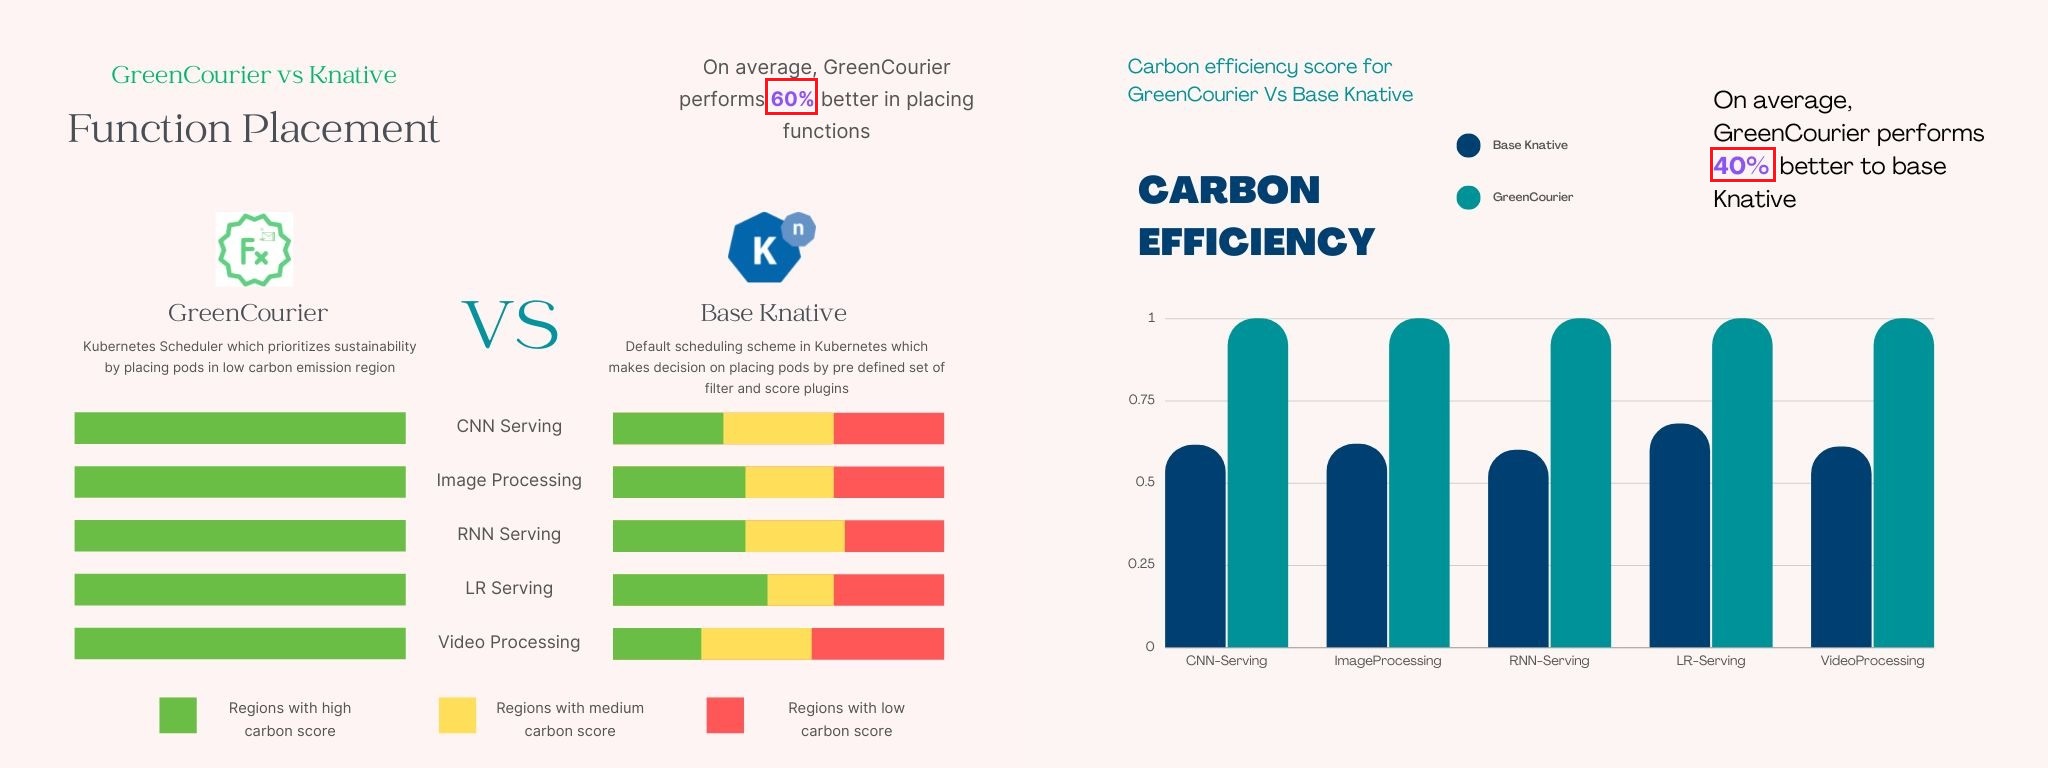 GreenCourier vs Knative
Function Placement
On average, GreenCourier
performs 60% better in placing
functions
Fx
GreenCourier
Kubernetes Scheduler which prioritizes sustainability
by placing pods in low carbon emission region
VS
K n
Base Knative
Default scheduling scheme in Kubernetes which
makes decision on placing pods by pre defined set of
filter and score plugins
CNN Serving
Image Processing
RNN Serving
LR Serving
Video Processing
Regions with high
carbon score
Regions with medium
carbon score
Regions with low
carbon score
Carbon efficiency score for
GreenCourier Vs Base Knative
CARBON
EFFICIENCY
Base Knative
GreenCourier
On average,
GreenCourier performs
40% better to base
Knative
1
0.75
0.5
0.25
0
CNN-Serving
ImageProcessing
RNN-Serving
LR-Serving
VideoProcessing